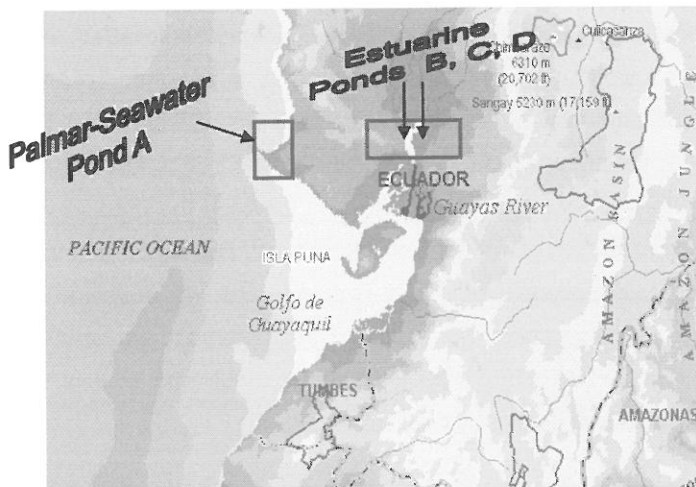 Estuarine
Ponds B, C, D
Palmar-Seawater
Pond A
Culicasanza
6310 m
(20,702 ft)
Sangay 5230 m (17,159 ft)
ECUADOR
Guayas River
PACIFIC OCEAN
ISLA PUNA
Golfo de
Guayaquil
TUMBES
AMAZONAS
AMAZON BASIN
AMAZON JUNGLE